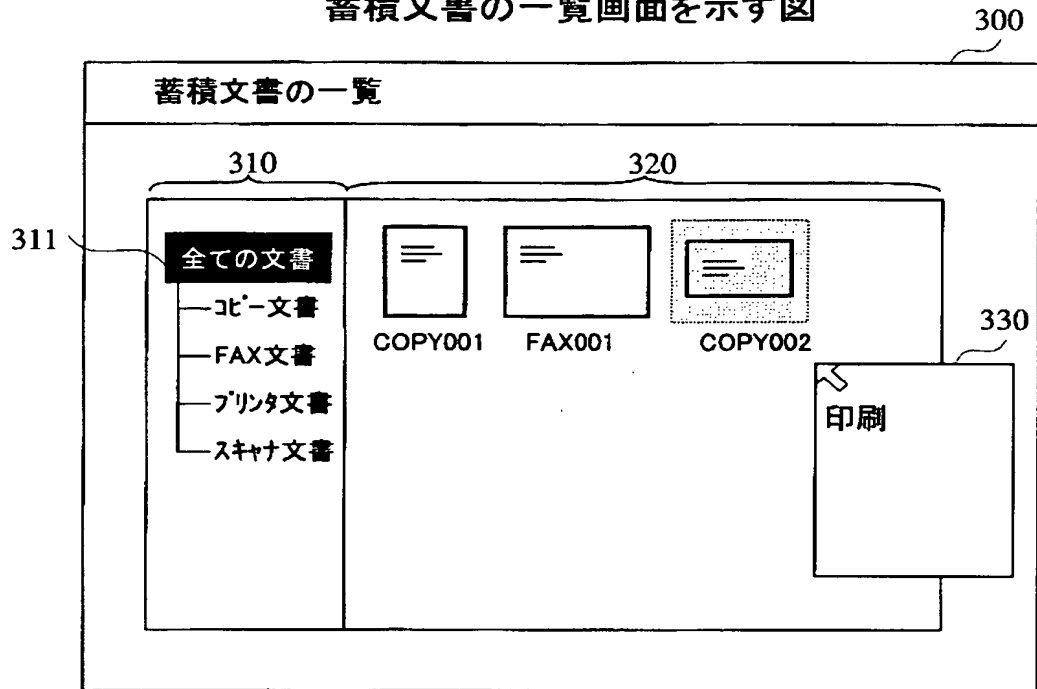 蓄積文書の一覧画面を示す図
300
蓄積文書の一覧
310
320
311
全ての文書
ｺﾋﾟｰ文書
FAX文書
ﾌﾟﾘﾝﾀ文書
ｽｷｬﾅ文書
COPY001
FAX001
COPY002
330
印刷